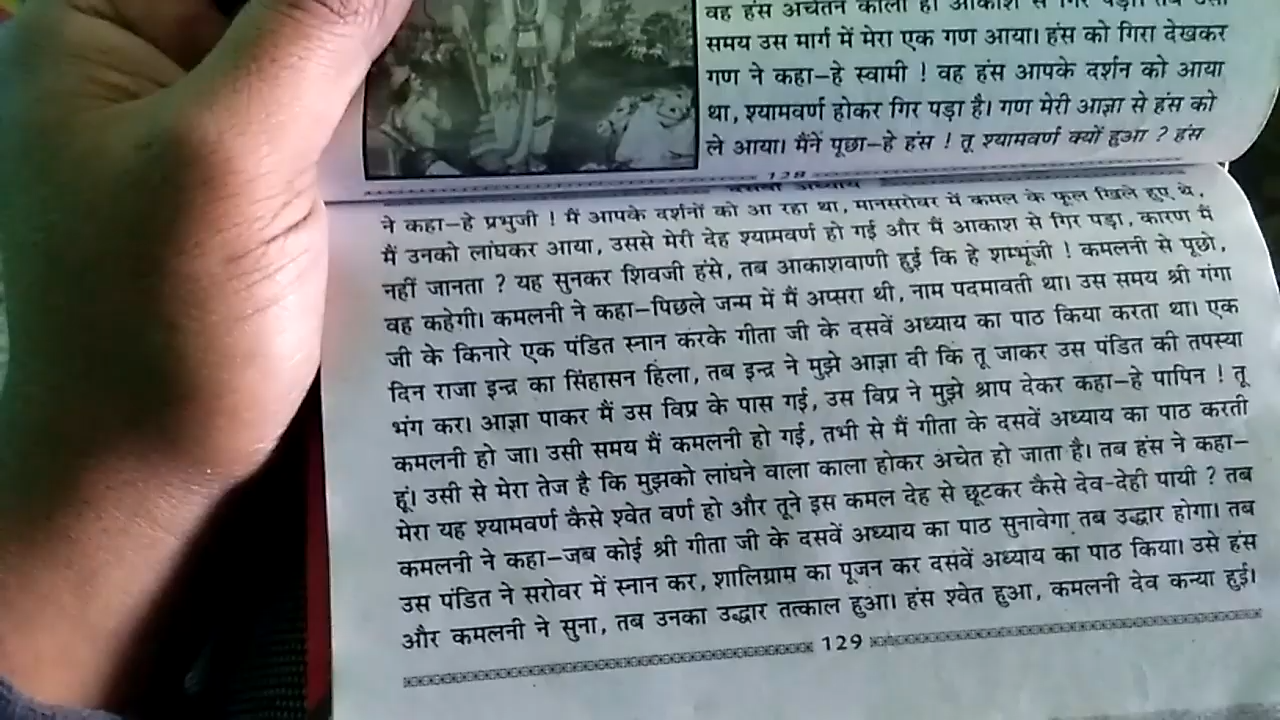 वह हंस अचेतन काला हो आकाश से गिर पड़ा। तब उसी
समय उस मार्ग में मेरा एक गण आया। हंस को गिरा देखकर
गण ने कहा–हे स्वामी ! वह हंस आपके दर्शन को आया
था, श्यामवर्ण होकर गिर पड़ा है। गण मेरी आज्ञा से हंस को
ले आया। मैंनें पूछा–हे हंस ! तू श्यामवर्ण क्यों हुआ ? हंस
128
दसवां अध्याय
ने कहा–हे प्रभुजी ! मैं आपके दर्शनों को आ रहा था, मानसरोवर में कमल के फूल खिले हुए थे,
मैं उनको लांघकर आया, उससे मेरी देह श्यामवर्ण हो गई और मैं आकाश से गिर पड़ा, कारण मैं
नहीं जानता ? यह सुनकर शिवजी हंसे, तब आकाशवाणी हुई कि हे शम्भूंजी ! कमलनी से पूछो,
वह कहेगी। कमलनी ने कहा–पिछले जन्म में मैं अप्सरा थी, नाम पदमावती था। उस समय श्री गंगा
जी के किनारे एक पंडित स्नान करके गीता जी के दसवें अध्याय का पाठ किया करता था। एक
दिन राजा इन्द्र का सिंहासन हिला, तब इन्द्र ने मुझे आज्ञा दी कि तू जाकर उस पंडित की तपस्या
भंग कर। आज्ञा पाकर मैं उस विप्र के पास गई, उस विप्र ने मुझे श्राप देकर कहा–हे पापिन ! तू
कमलनी हो जा। उसी समय मैं कमलनी हो गई, तभी से मैं गीता के दसवें अध्याय का पाठ करती
हूं। उसी से मेरा तेज है कि मुझको लांघने वाला काला होकर अचेत हो जाता है। तब हंस ने कहा–
मेरा यह श्यामवर्ण कैसे श्वेत वर्ण हो और तूने इस कमल देह से छूटकर कैसे देव-देही पायी ? तब
कमलनी ने कहा–जब कोई श्री गीता जी के दसवें अध्याय का पाठ सुनावेगा तब उद्धार होगा। तब
उस पंडित ने सरोवर में स्नान कर, शालिग्राम का पूजन कर दसवें अध्याय का पाठ किया। उसे हंस
और कमलनी ने सुना, तब उनका उद्धार तत्काल हुआ। हंस श्वेत हुआ, कमलनी देव कन्या हुई।
129